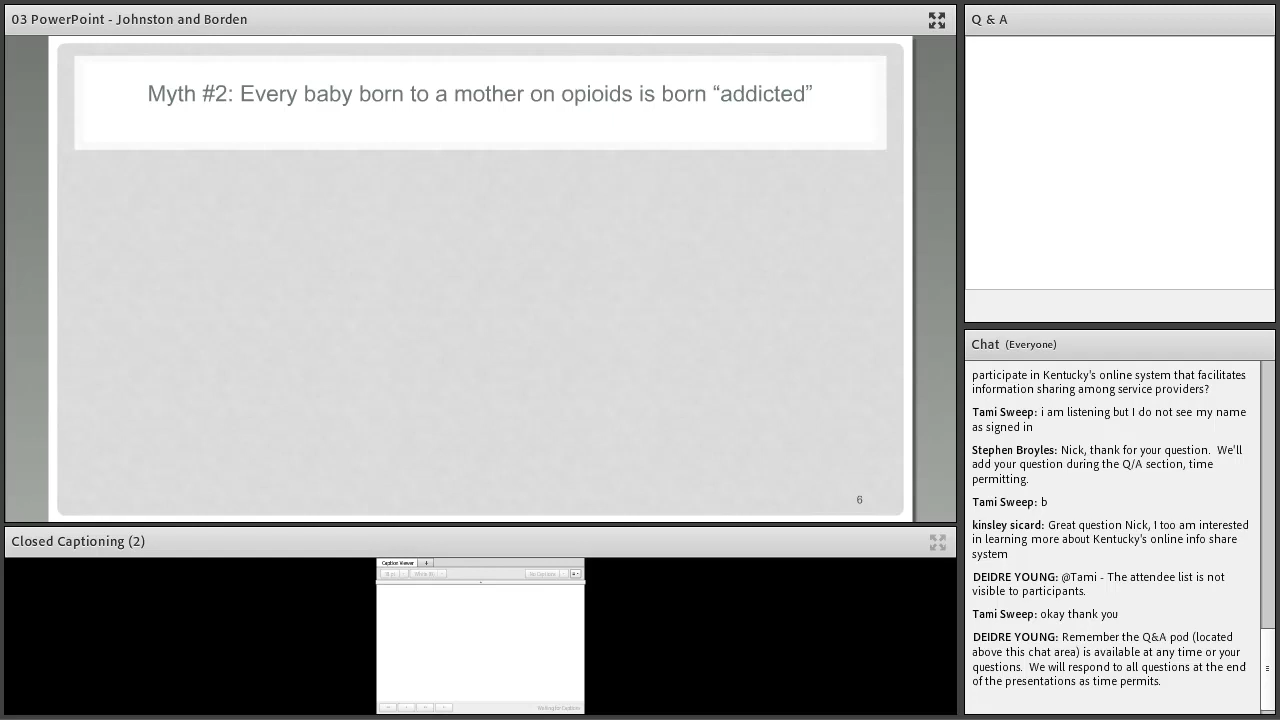 03 PowerPoint - Johnston and Borden
Myth #2: Every baby born to a mother on opioids is born “addicted”
6
Closed Captioning (2)
Caption Viewer
Waiting for Captions
Q & A
Chat (Everyone)
participate in Kentucky's online system that facilitates
information sharing among service providers?
Tami Sweep: i am listening but I do not see my name
as signed in
Stephen Broyles: Nick, thank for your question. We'll
add your question during the Q/A section, time
permitting.
Tami Sweep: b
kinsley sicard: Great question Nick, I too am interested
in learning more about Kentucky's online info share
system
DEIDRE YOUNG: @Tami - The attendee list is not
visible to participants.
Tami Sweep: okay thank you
DEIDRE YOUNG: Remember the Q&A pod (located
above this chat area) is available at any time or your
questions. We will respond to all questions at the end
of the presentations as time permits.